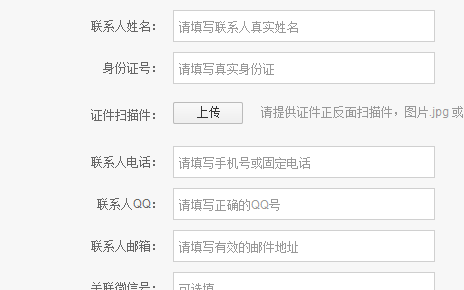 联系人姓名： 请填写联系人真实姓名
身份证号： 请填写真实身份证
证件扫描件： 上传 请提供证件正反面扫描件，图片.jpg 或
联系人电话： 请填写手机号或固定电话
联系人QQ： 请填写正确的QQ号
联系人邮箱： 请填写有效的邮件地址
关联微信号： 可选填